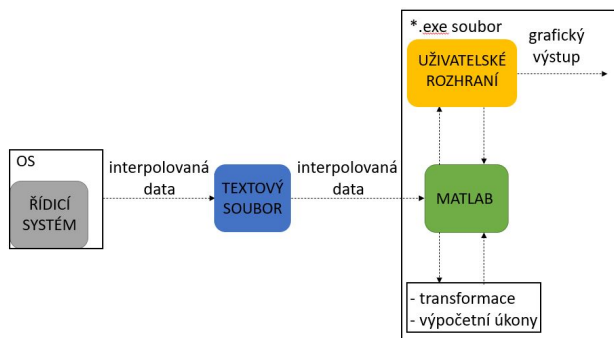 OS
ŘÍDICÍ
SYSTÉM
interpolovaná
data
TEXTOVÝ
SOUBOR
interpolovaná
data
*.exe soubor
UŽIVATELSKÉ
ROZHRANÍ
grafický
výstup
MATLAB
- transformace
- výpočetní úkony